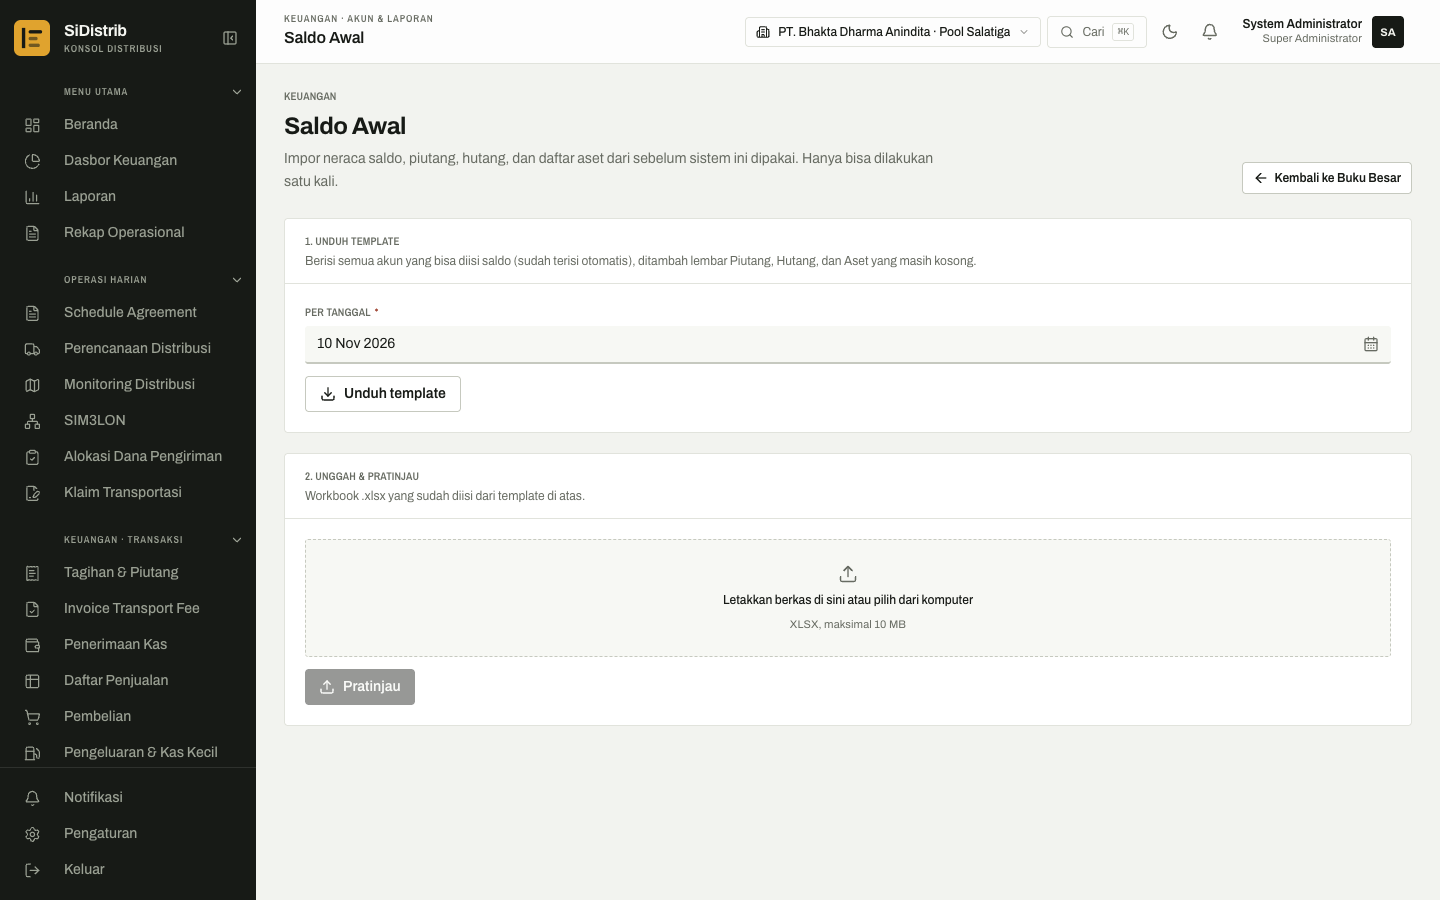 SiDistrib
KONSOL DISTRIBUSI
MENU UTAMA
Beranda
Dasbor Keuangan
Laporan
Rekap Operasional
OPERASI HARIAN
Schedule Agreement
Perencanaan Distribusi
Monitoring Distribusi
SIM3LON
Alokasi Dana Pengiriman
Klaim Transportasi
KEUANGAN · TRANSAKSI
Tagihan & Piutang
Invoice Transport Fee
Penerimaan Kas
Daftar Penjualan
Pembelian
Pengeluaran & Kas Kecil
Notifikasi
Pengaturan
Keluar
KEUANGAN · AKUN & LAPORAN
Saldo Awal
PT. Bhakta Dharma Anindita · Pool Salatiga
Cari ⌘K
System Administrator
Super Administrator
SA
KEUANGAN
Saldo Awal
Impor neraca saldo, piutang, hutang, dan daftar aset dari sebelum sistem ini dipakai. Hanya bisa dilakukan
satu kali.
Kembali ke Buku Besar
1. UNDUH TEMPLATE
Berisi semua akun yang bisa diisi saldo (sudah terisi otomatis), ditambah lembar Piutang, Hutang, dan Aset yang masih kosong.
PER TANGGAL *
10 Nov 2026
Unduh template
2. UNGGAH & PRATINJAU
Workbook .xlsx yang sudah diisi dari template di atas.
Letakkan berkas di sini atau pilih dari komputer
XLSX, maksimal 10 MB
Pratinjau